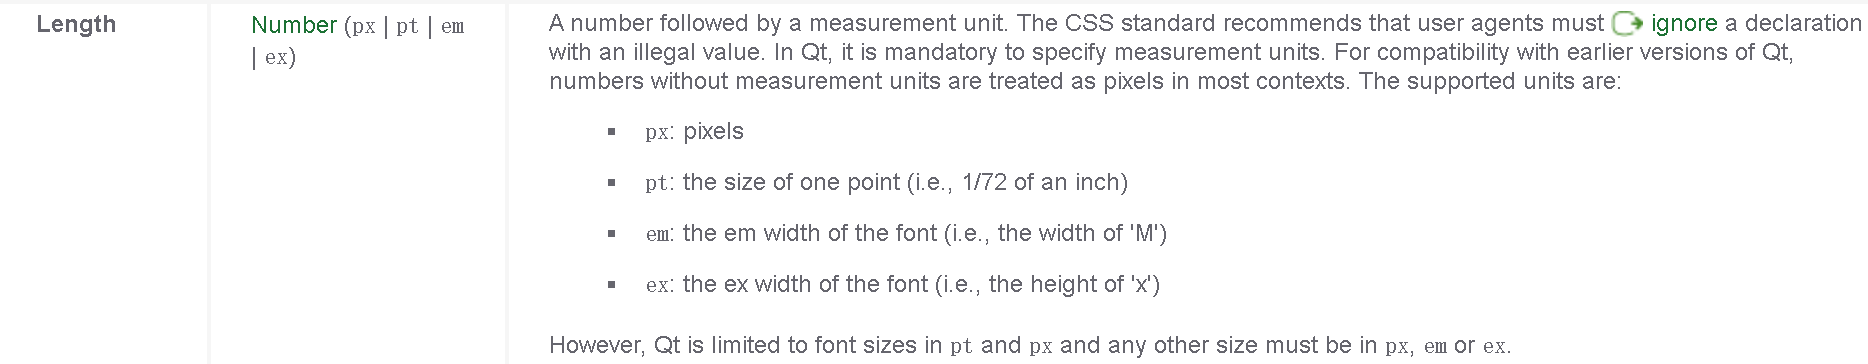 Length
Number (px | pt | em
| ex)
A number followed by a measurement unit. The CSS standard recommends that user agents must ignore a declaration
with an illegal value. In Qt, it is mandatory to specify measurement units. For compatibility with earlier versions of Qt,
numbers without measurement units are treated as pixels in most contexts. The supported units are:
▪ px: pixels
▪ pt: the size of one point (i.e., 1/72 of an inch)
▪ em: the em width of the font (i.e., the width of 'M')
▪ ex: the ex width of the font (i.e., the height of 'x')
However, Qt is limited to font sizes in pt and px and any other size must be in px, em or ex.